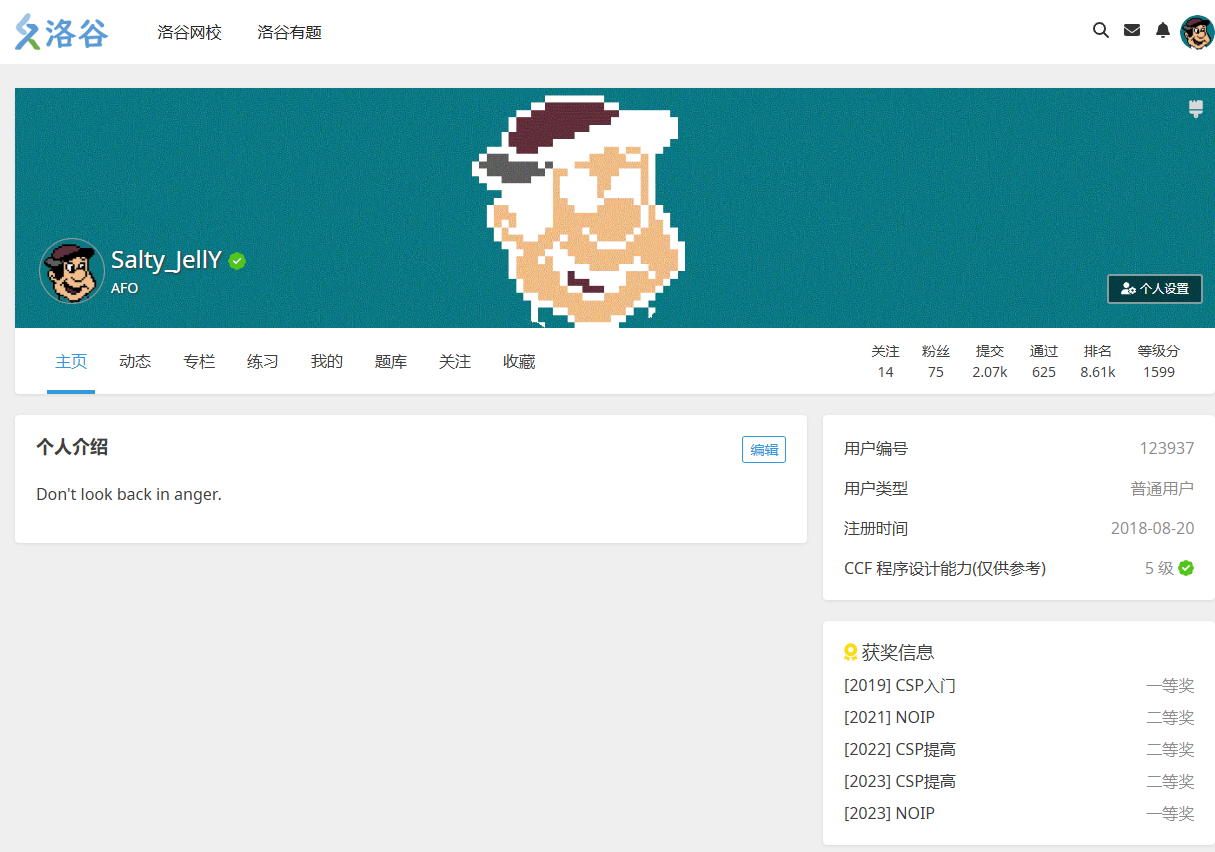 洛谷
洛谷网校
洛谷有题
Salty_JellY
AFO
个人设置
主页
动态
专栏
练习
我的
题库
关注
收藏
关注
14
粉丝
75
提交
2.07k
通过
625
排名
8.61k
等级分
1599
个人介绍
编辑
Don't look back in anger.
用户编号 123937
用户类型 普通用户
注册时间 2018-08-20
CCF 程序设计能力(仅供参考) 5 级
获奖信息
[2019] CSP入门 一等奖
[2021] NOIP 二等奖
[2022] CSP提高 二等奖
[2023] CSP提高 二等奖
[2023] NOIP 一等奖